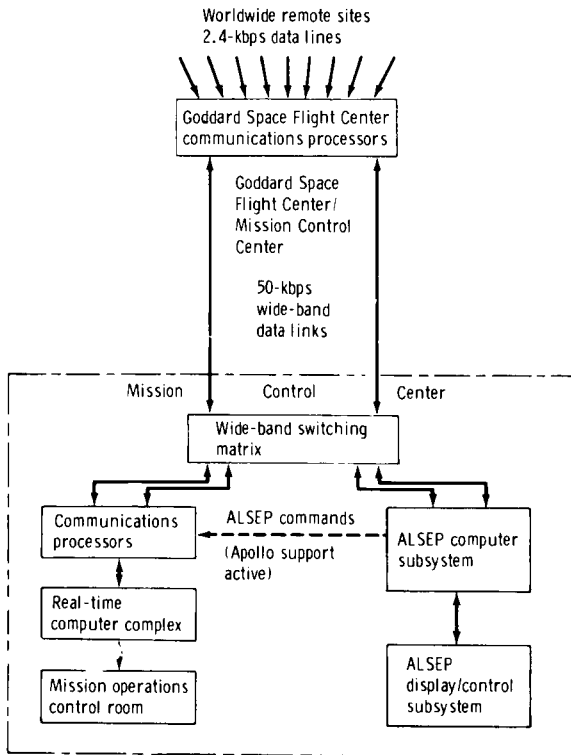 Worldwide remote sites
2.4-kbps data lines
Goddard Space Flight Center
communications processors
Goddard Space
Flight Center/
Mission Control
Center
50-kbps
wide-band
data links
Mission Control Center
Wide-band switching
matrix
Communications
processors
ALSEP commands
(Apollo support
active)
ALSEP computer
subsystem
Real-time
computer complex
Mission operations
control room
ALSEP
display/control
subsystem